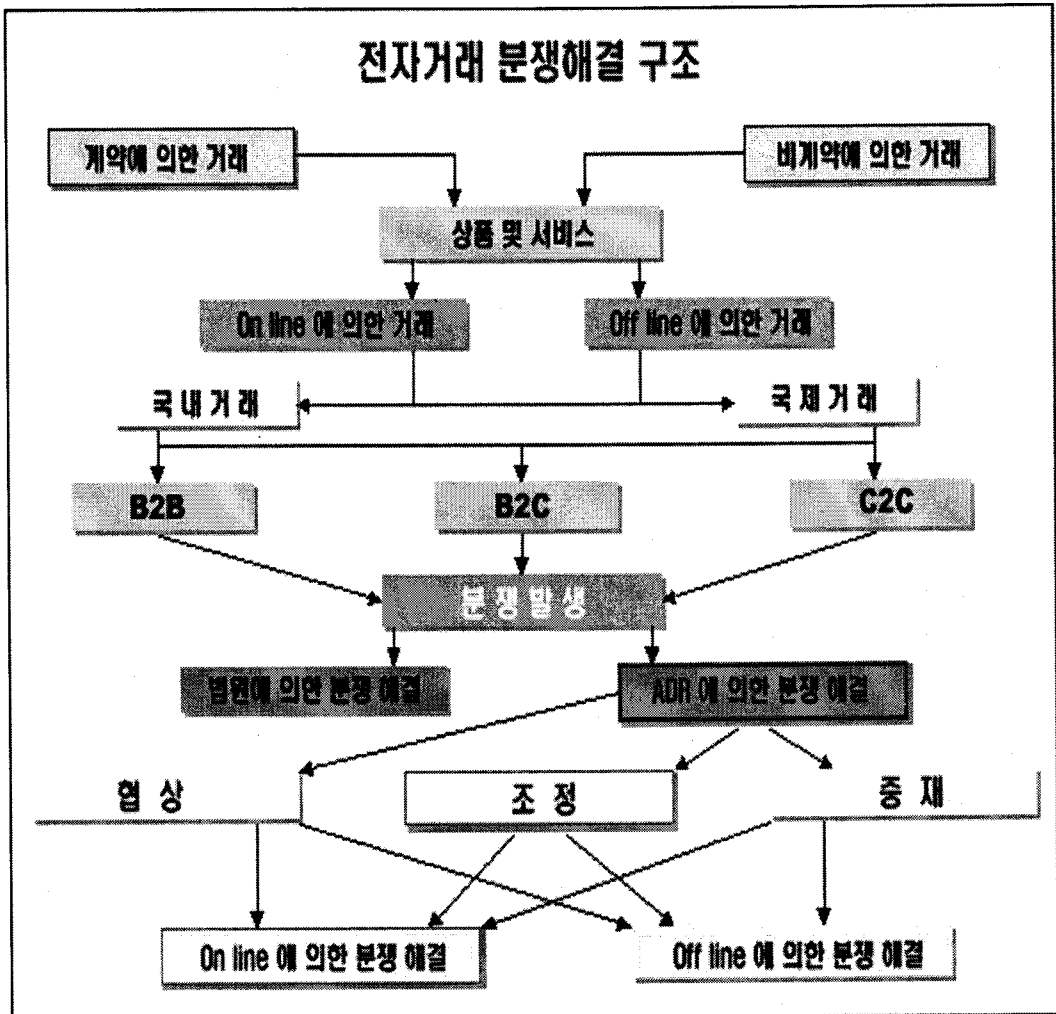 전자거래 분쟁해결 구조
계약에 의한 거래
비계약에 의한 거래
상품 및 서비스
On line 에 의한 거래
Off line 에 의한 거래
국 내 거 래
국 제 거 래
B2B
B2C
C2C
분 쟁 발 생
법원에 의한 분쟁 해결
ADR 에 의한 분쟁 해결
협 상
조 정
중 재
On line 에 의한 분쟁 해결
Off line 에 의한 분쟁 해결